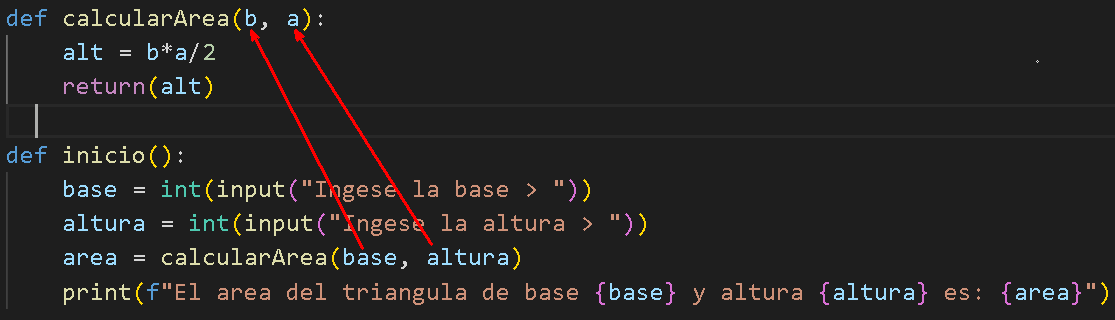 def calcularArea(b, a):
    alt = b*a/2
    return(alt)
def inicio():
    base = int(input("Ingese la base > "))
    altura = int(input("Ingese la altura > "))
    area = calcularArea(base, altura)
    print(f"El area del triangula de base {base} y altura {altura} es: {area}")